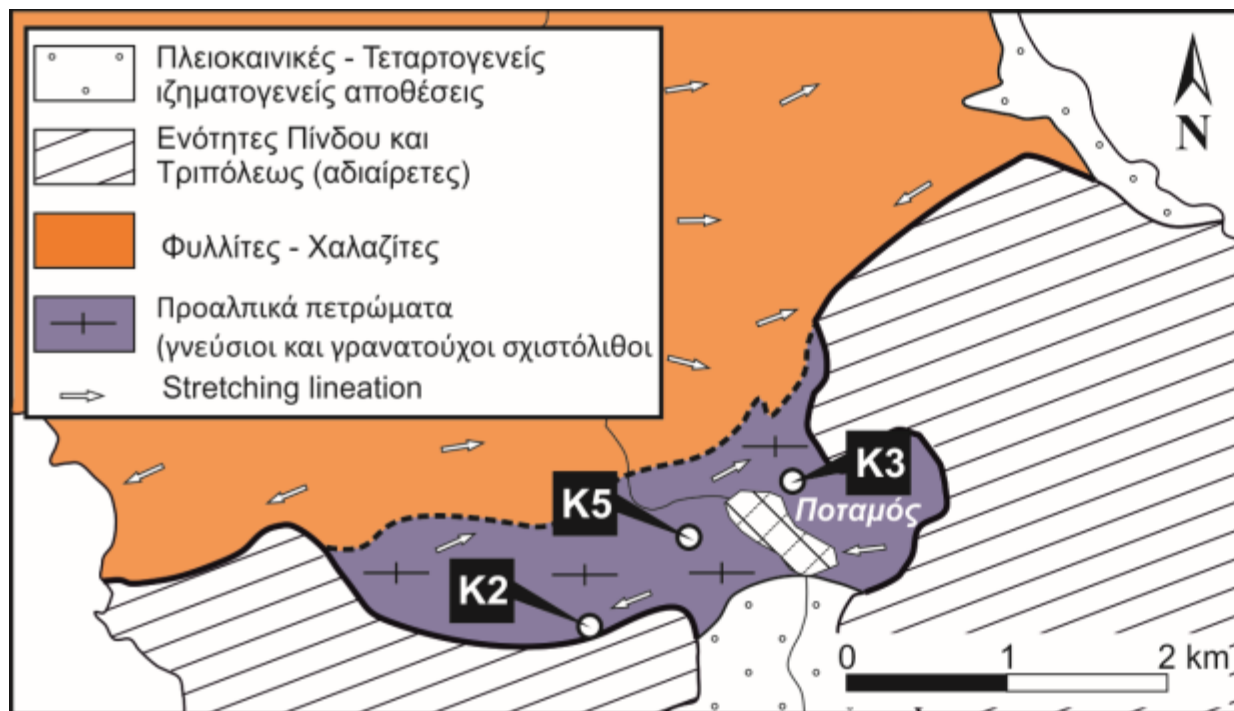 Πλειοκαινικές - Τεταρτογενείς
ιζηματογενείς αποθέσεις
Ενότητες Πίνδου και
Τριπόλεως (αδιαίρετες)
Φυλλίτες - Χαλαζίτες
Προαλπικά πετρώματα
(γνεύσιοι και γρανατούχοι σχιστόλιθοι
Stretching lineation
N
K3
Ποταμός
K5
K2
0 1 2 km